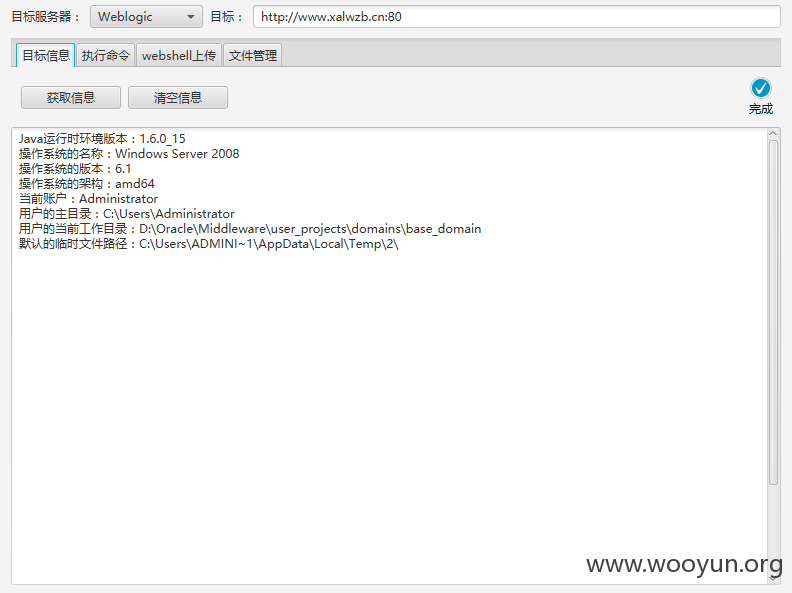 目标服务器： Weblogic 目标： http://www.xalwzb.cn:80
目标信息 执行命令 webshell上传 文件管理
获取信息 清空信息
完成
Java运行时环境版本：1.6.0_15
操作系统的名称：Windows Server 2008
操作系统的版本：6.1
操作系统的架构：amd64
当前账户：Administrator
用户的主目录：C:\Users\Administrator
用户的当前工作目录：D:\Oracle\Middleware\user_projects\domains\base_domain
默认的临时文件路径：C:\Users\ADMINI~1\AppData\Local\Temp\2\
www.wooyun.org